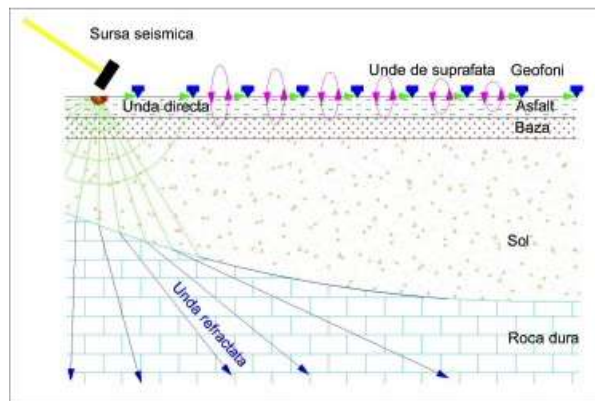 Sursa seismica
Unde de suprafata Geofoni
Unda directa Asfalt
Baza
Sol
Unda refractata
Roca dura